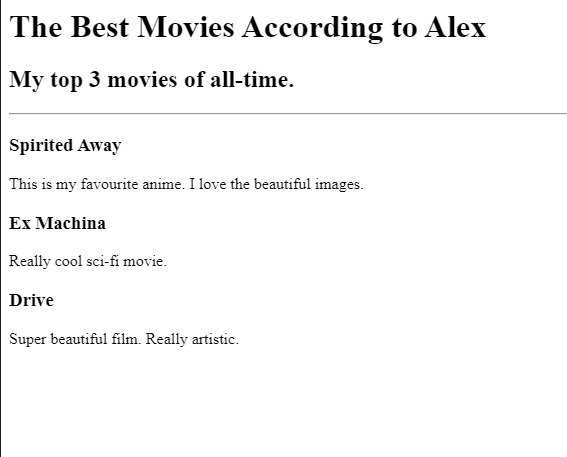 The Best Movies According to Alex
My top 3 movies of all-time.
Spirited Away
This is my favourite anime. I love the beautiful images.
Ex Machina
Really cool sci-fi movie.
Drive
Super beautiful film. Really artistic.